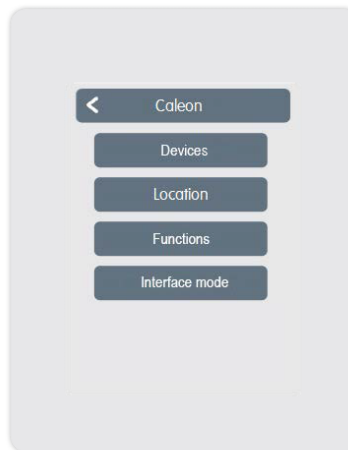 Caleon
Devices
Location
Functions
Interface mode